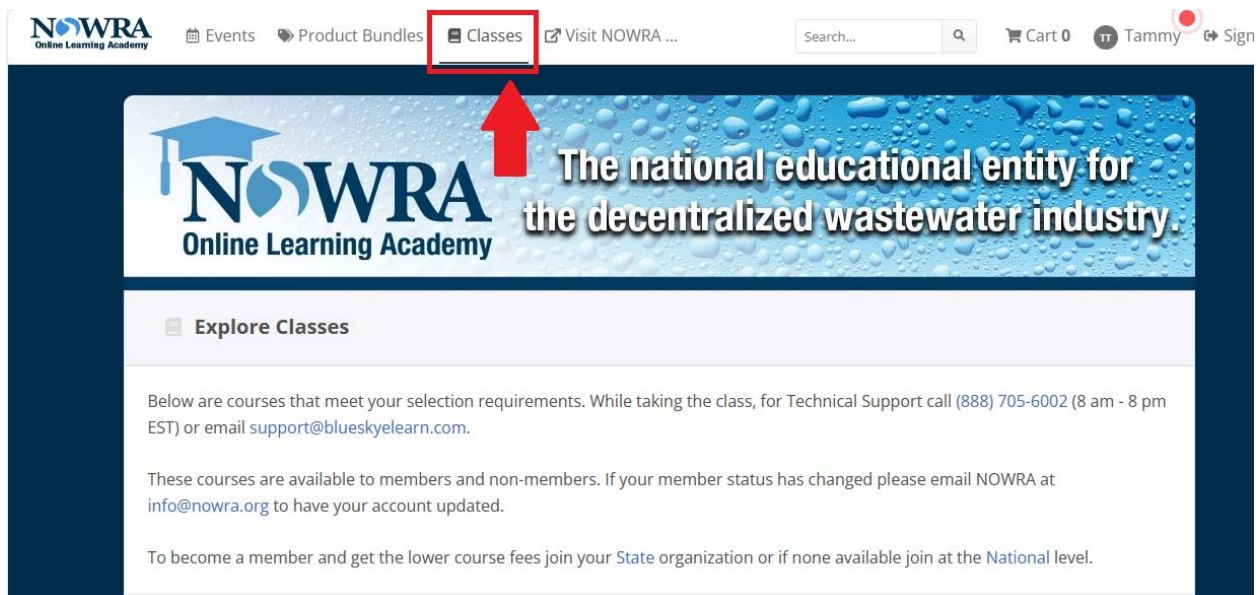 NOWRA
Online Learning Academy
Events Product Bundles Classes Visit NOWRA ... Search... Cart 0 TT Tammy Sign
NOWRA
Online Learning Academy
The national educational entity for
the decentralized wastewater industry.
Explore Classes
Below are courses that meet your selection requirements. While taking the class, for Technical Support call (888) 705-6002 (8 am - 8 pm
EST) or email support@blueskyelearn.com.
These courses are available to members and non-members. If your member status has changed please email NOWRA at
info@nowra.org to have your account updated.
To become a member and get the lower course fees join your State organization or if none available join at the National level.